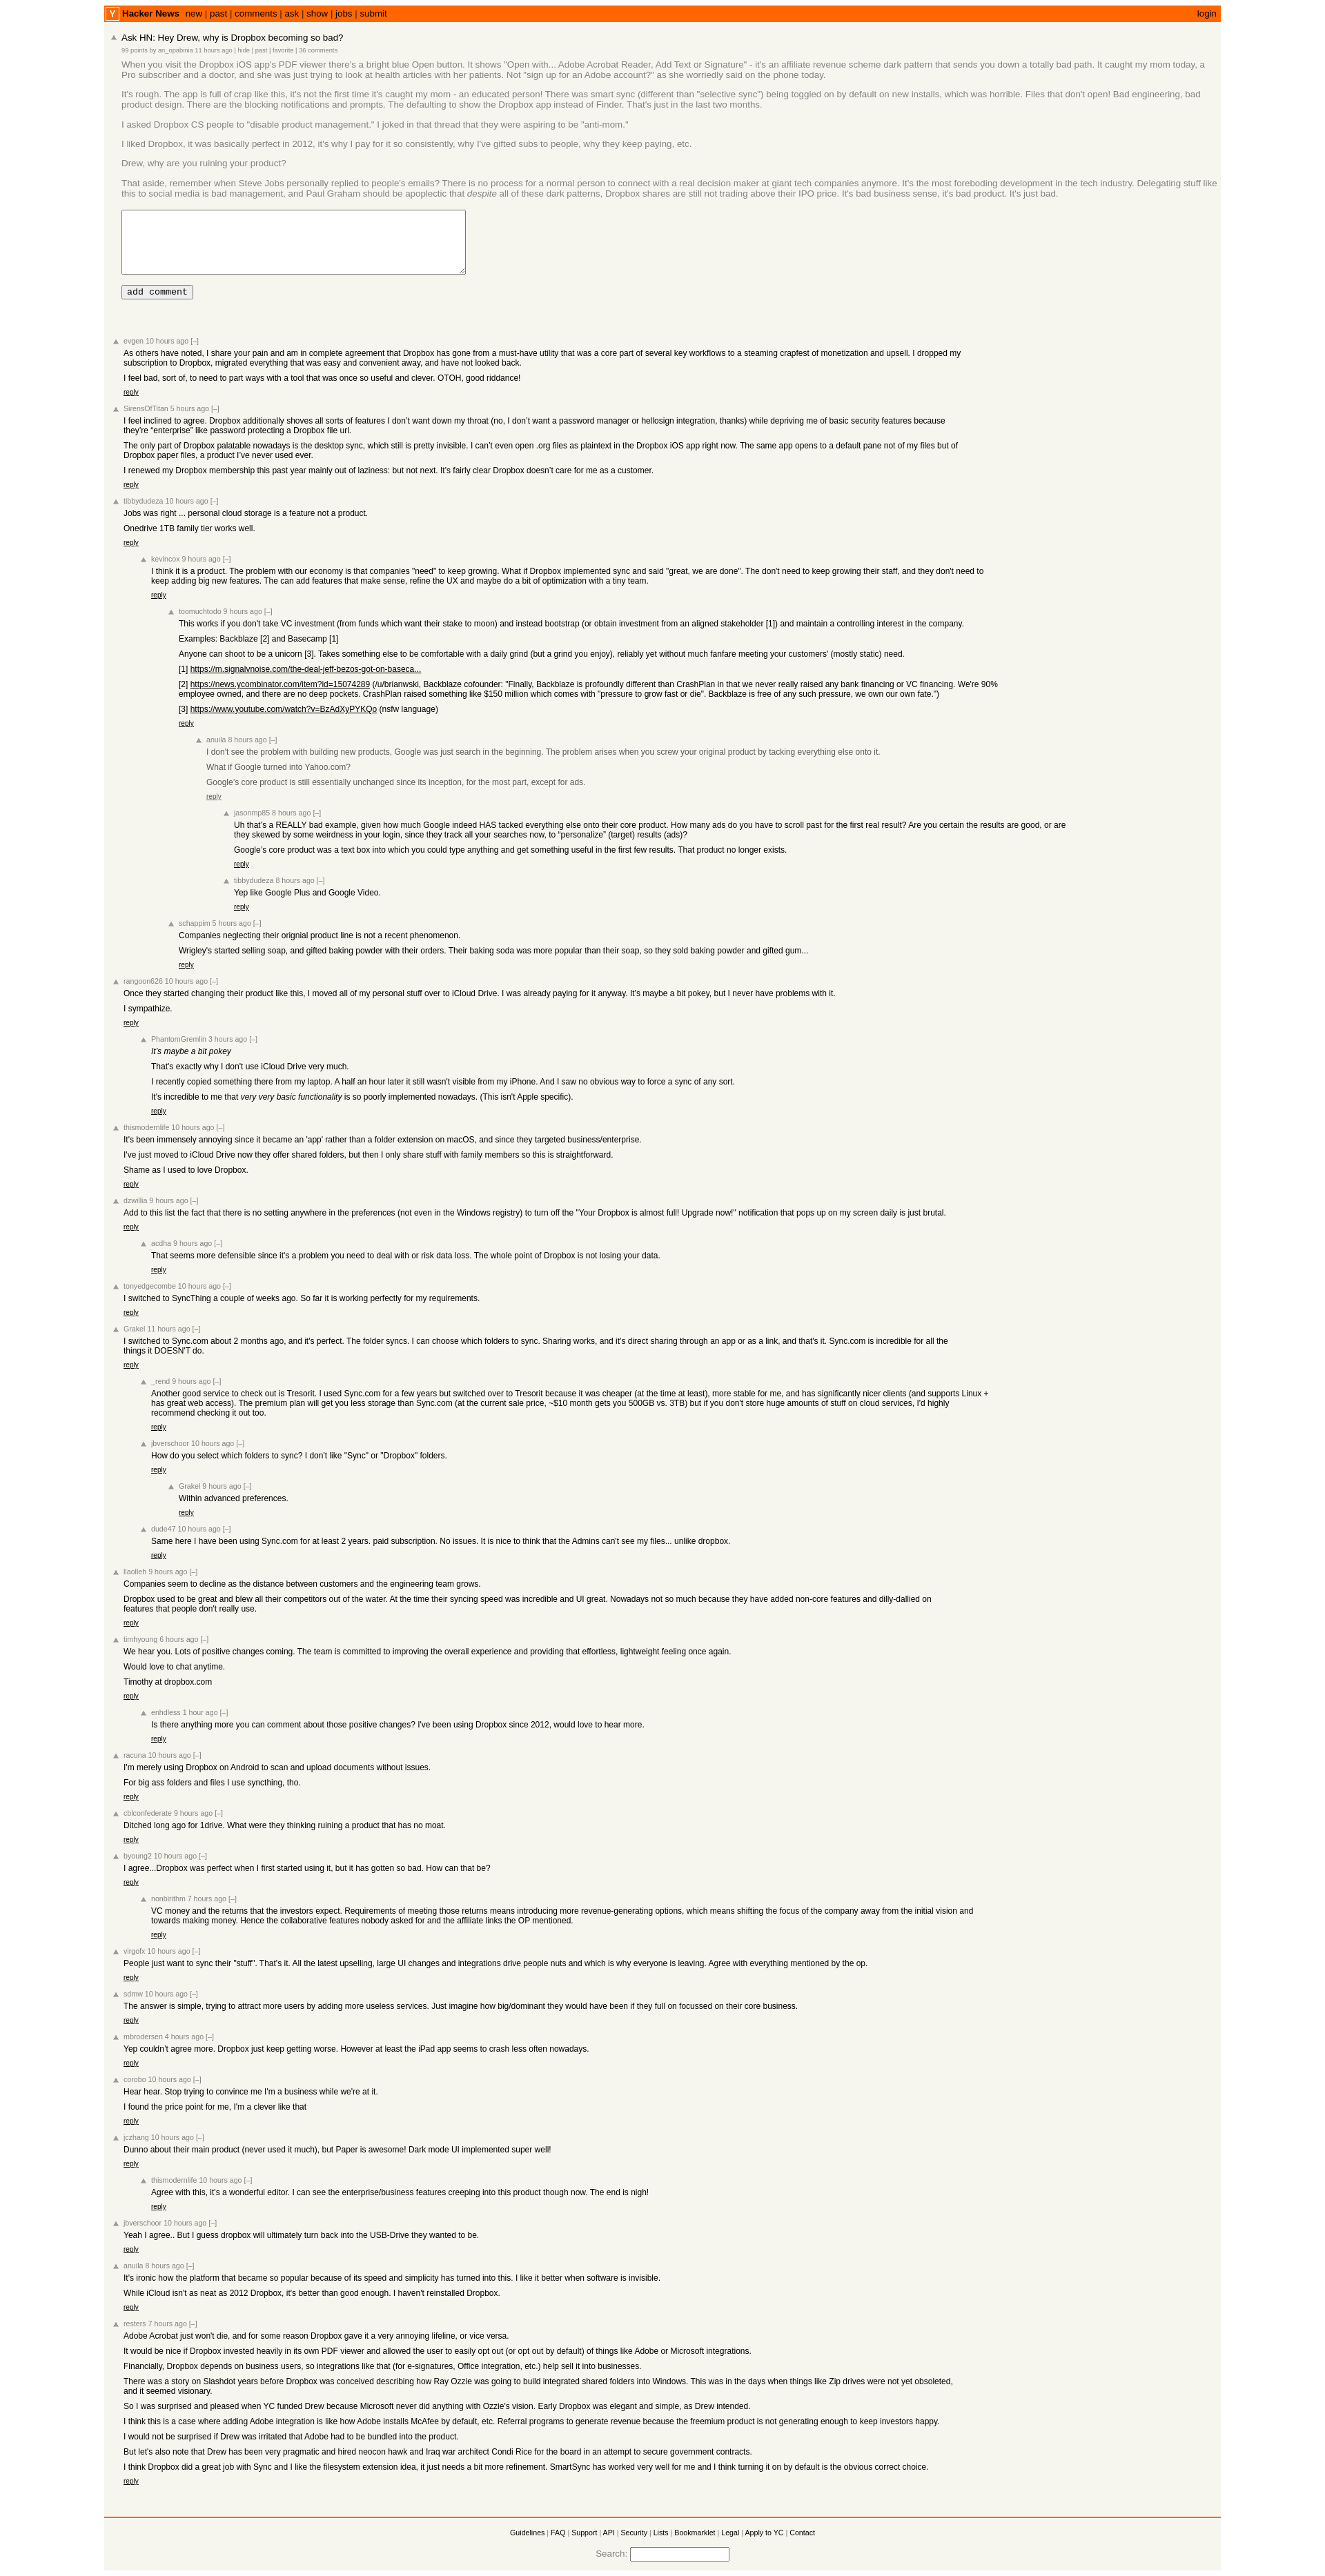 Y Hacker News new | past | comments | ask | show | jobs | submit login
Ask HN: Hey Drew, why is Dropbox becoming so bad?
99 points by an_opabinia 11 hours ago | hide | past | favorite | 36 comments
When you visit the Dropbox iOS app's PDF viewer there's a bright blue Open button. It shows "Open with... Adobe Acrobat Reader, Add Text or Signature" - it's an affiliate revenue scheme dark pattern that sends you down a totally bad path. It caught my mom today, a
Pro subscriber and a doctor, and she was just trying to look at health articles with her patients. Not "sign up for an Adobe account?" as she worriedly said on the phone today.
It's rough. The app is full of crap like this, it's not the first time it's caught my mom - an educated person! There was smart sync (different than "selective sync") being toggled on by default on new installs, which was horrible. Files that don't open! Bad engineering, bad
product design. There are the blocking notifications and prompts. The defaulting to show the Dropbox app instead of Finder. That's just in the last two months.
I asked Dropbox CS people to "disable product management." I joked in that thread that they were aspiring to be "anti-mom."
I liked Dropbox, it was basically perfect in 2012, it's why I pay for it so consistently, why I've gifted subs to people, why they keep paying, etc.
Drew, why are you ruining your product?
That aside, remember when Steve Jobs personally replied to people's emails? There is no process for a normal person to connect with a real decision maker at giant tech companies anymore. It's the most foreboding development in the tech industry. Delegating stuff like
this to social media is bad management, and Paul Graham should be apoplectic that despite all of these dark patterns, Dropbox shares are still not trading above their IPO price. It's bad business sense, it's bad product. It's just bad.
add comment
evgen 10 hours ago [–]
As others have noted, I share your pain and am in complete agreement that Dropbox has gone from a must-have utility that was a core part of several key workflows to a steaming crapfest of monetization and upsell. I dropped my
subscription to Dropbox, migrated everything that was easy and convenient away, and have not looked back.
I feel bad, sort of, to need to part ways with a tool that was once so useful and clever. OTOH, good riddance!
reply
SirensOfTitan 5 hours ago [–]
I feel inclined to agree. Dropbox additionally shoves all sorts of features I don’t want down my throat (no, I don’t want a password manager or hellosign integration, thanks) while depriving me of basic security features because
they’re “enterprise” like password protecting a Dropbox file url.
The only part of Dropbox palatable nowadays is the desktop sync, which still is pretty invisible. I can’t even open .org files as plaintext in the Dropbox iOS app right now. The same app opens to a default pane not of my files but of
Dropbox paper files, a product I’ve never used ever.
I renewed my Dropbox membership this past year mainly out of laziness: but not next. It’s fairly clear Dropbox doesn’t care for me as a customer.
reply
tibbydudeza 10 hours ago [–]
Jobs was right ... personal cloud storage is a feature not a product.
Onedrive 1TB family tier works well.
reply
kevincox 9 hours ago [–]
I think it is a product. The problem with our economy is that companies "need" to keep growing. What if Dropbox implemented sync and said "great, we are done". The don't need to keep growing their staff, and they don't need to
keep adding big new features. The can add features that make sense, refine the UX and maybe do a bit of optimization with a tiny team.
reply
toomuchtodo 9 hours ago [–]
This works if you don't take VC investment (from funds which want their stake to moon) and instead bootstrap (or obtain investment from an aligned stakeholder [1]) and maintain a controlling interest in the company.
Examples: Backblaze [2] and Basecamp [1]
Anyone can shoot to be a unicorn [3]. Takes something else to be comfortable with a daily grind (but a grind you enjoy), reliably yet without much fanfare meeting your customers' (mostly static) need.
[1] https://m.signalvnoise.com/the-deal-jeff-bezos-got-on-baseca...
[2] https://news.ycombinator.com/item?id=15074289 (/u/brianwski, Backblaze cofounder: "Finally, Backblaze is profoundly different than CrashPlan in that we never really raised any bank financing or VC financing. We're 90%
employee owned, and there are no deep pockets. CrashPlan raised something like $150 million which comes with "pressure to grow fast or die". Backblaze is free of any such pressure, we own our own fate.")
[3] https://www.youtube.com/watch?v=BzAdXyPYKQo (nsfw language)
reply
anuila 8 hours ago [–]
I don't see the problem with building new products, Google was just search in the beginning. The problem arises when you screw your original product by tacking everything else onto it.
What if Google turned into Yahoo.com?
Google’s core product is still essentially unchanged since its inception, for the most part, except for ads.
reply
jasonmp85 8 hours ago [–]
Uh that’s a REALLY bad example, given how much Google indeed HAS tacked everything else onto their core product. How many ads do you have to scroll past for the first real result? Are you certain the results are good, or are
they skewed by some weirdness in your login, since they track all your searches now, to “personalize” (target) results (ads)?
Google’s core product was a text box into which you could type anything and get something useful in the first few results. That product no longer exists.
reply
tibbydudeza 8 hours ago [–]
Yep like Google Plus and Google Video.
reply
schappim 5 hours ago [–]
Companies neglecting their orignial product line is not a recent phenomenon.
Wrigley's started selling soap, and gifted baking powder with their orders. Their baking soda was more popular than their soap, so they sold baking powder and gifted gum...
reply
rangoon626 10 hours ago [–]
Once they started changing their product like this, I moved all of my personal stuff over to iCloud Drive. I was already paying for it anyway. It’s maybe a bit pokey, but I never have problems with it.
I sympathize.
reply
PhantomGremlin 3 hours ago [–]
It’s maybe a bit pokey
That's exactly why I don't use iCloud Drive very much.
I recently copied something there from my laptop. A half an hour later it still wasn't visible from my iPhone. And I saw no obvious way to force a sync of any sort.
It's incredible to me that very very basic functionality is so poorly implemented nowadays. (This isn't Apple specific).
reply
thismodernlife 10 hours ago [–]
It's been immensely annoying since it became an 'app' rather than a folder extension on macOS, and since they targeted business/enterprise.
I've just moved to iCloud Drive now they offer shared folders, but then I only share stuff with family members so this is straightforward.
Shame as I used to love Dropbox.
reply
dzwillia 9 hours ago [–]
Add to this list the fact that there is no setting anywhere in the preferences (not even in the Windows registry) to turn off the "Your Dropbox is almost full! Upgrade now!" notification that pops up on my screen daily is just brutal.
reply
acdha 9 hours ago [–]
That seems more defensible since it's a problem you need to deal with or risk data loss. The whole point of Dropbox is not losing your data.
reply
tonyedgecombe 10 hours ago [–]
I switched to SyncThing a couple of weeks ago. So far it is working perfectly for my requirements.
reply
Grakel 11 hours ago [–]
I switched to Sync.com about 2 months ago, and it's perfect. The folder syncs. I can choose which folders to sync. Sharing works, and it's direct sharing through an app or as a link, and that's it. Sync.com is incredible for all the
things it DOESN'T do.
reply
_rend 9 hours ago [–]
Another good service to check out is Tresorit. I used Sync.com for a few years but switched over to Tresorit because it was cheaper (at the time at least), more stable for me, and has significantly nicer clients (and supports Linux +
has great web access). The premium plan will get you less storage than Sync.com (at the current sale price, ~$10 month gets you 500GB vs. 3TB) but if you don't store huge amounts of stuff on cloud services, I'd highly
recommend checking it out too.
reply
jbverschoor 10 hours ago [–]
How do you select which folders to sync? I don't like "Sync" or "Dropbox" folders.
reply
Grakel 9 hours ago [–]
Within advanced preferences.
reply
dude47 10 hours ago [–]
Same here I have been using Sync.com for at least 2 years. paid subscription. No issues. It is nice to think that the Admins can't see my files... unlike dropbox.
reply
llaolleh 9 hours ago [–]
Companies seem to decline as the distance between customers and the engineering team grows.
Dropbox used to be great and blew all their competitors out of the water. At the time their syncing speed was incredible and UI great. Nowadays not so much because they have added non-core features and dilly-dallied on
features that people don't really use.
reply
timhyoung 6 hours ago [–]
We hear you. Lots of positive changes coming. The team is committed to improving the overall experience and providing that effortless, lightweight feeling once again.
Would love to chat anytime.
Timothy at dropbox.com
reply
enhdless 1 hour ago [–]
Is there anything more you can comment about those positive changes? I've been using Dropbox since 2012, would love to hear more.
reply
racuna 10 hours ago [–]
I'm merely using Dropbox on Android to scan and upload documents without issues.
For big ass folders and files I use syncthing, tho.
reply
cblconfederate 9 hours ago [–]
Ditched long ago for 1drive. What were they thinking ruining a product that has no moat.
reply
byoung2 10 hours ago [–]
I agree...Dropbox was perfect when I first started using it, but it has gotten so bad. How can that be?
reply
nonbirithm 7 hours ago [–]
VC money and the returns that the investors expect. Requirements of meeting those returns means introducing more revenue-generating options, which means shifting the focus of the company away from the initial vision and
towards making money. Hence the collaborative features nobody asked for and the affiliate links the OP mentioned.
reply
virgofx 10 hours ago [–]
People just want to sync their "stuff". That's it. All the latest upselling, large UI changes and integrations drive people nuts and which is why everyone is leaving. Agree with everything mentioned by the op.
reply
sdmw 10 hours ago [–]
The answer is simple, trying to attract more users by adding more useless services. Just imagine how big/dominant they would have been if they full on focussed on their core business.
reply
mbrodersen 4 hours ago [–]
Yep couldn’t agree more. Dropbox just keep getting worse. However at least the iPad app seems to crash less often nowadays.
reply
corobo 10 hours ago [–]
Hear hear. Stop trying to convince me I'm a business while we're at it.
I found the price point for me, I'm a clever like that
reply
jczhang 10 hours ago [–]
Dunno about their main product (never used it much), but Paper is awesome! Dark mode UI implemented super well!
reply
thismodernlife 10 hours ago [–]
Agree with this, it's a wonderful editor. I can see the enterprise/business features creeping into this product though now. The end is nigh!
reply
jbverschoor 10 hours ago [–]
Yeah I agree.. But I guess dropbox will ultimately turn back into the USB-Drive they wanted to be.
reply
anuila 8 hours ago [–]
It's ironic how the platform that became so popular because of its speed and simplicity has turned into this. I like it better when software is invisible.
While iCloud isn't as neat as 2012 Dropbox, it's better than good enough. I haven't reinstalled Dropbox.
reply
resters 7 hours ago [–]
Adobe Acrobat just won't die, and for some reason Dropbox gave it a very annoying lifeline, or vice versa.
It would be nice if Dropbox invested heavily in its own PDF viewer and allowed the user to easily opt out (or opt out by default) of things like Adobe or Microsoft integrations.
Financially, Dropbox depends on business users, so integrations like that (for e-signatures, Office integration, etc.) help sell it into businesses.
There was a story on Slashdot years before Dropbox was conceived describing how Ray Ozzie was going to build integrated shared folders into Windows. This was in the days when things like Zip drives were not yet obsoleted,
and it seemed visionary.
So I was surprised and pleased when YC funded Drew because Microsoft never did anything with Ozzie's vision. Early Dropbox was elegant and simple, as Drew intended.
I think this is a case where adding Adobe integration is like how Adobe installs McAfee by default, etc. Referral programs to generate revenue because the freemium product is not generating enough to keep investors happy.
I would not be surprised if Drew was irritated that Adobe had to be bundled into the product.
But let's also note that Drew has been very pragmatic and hired neocon hawk and Iraq war architect Condi Rice for the board in an attempt to secure government contracts.
I think Dropbox did a great job with Sync and I like the filesystem extension idea, it just needs a bit more refinement. SmartSync has worked very well for me and I think turning it on by default is the obvious correct choice.
reply
Guidelines | FAQ | Support | API | Security | Lists | Bookmarklet | Legal | Apply to YC | Contact
Search: